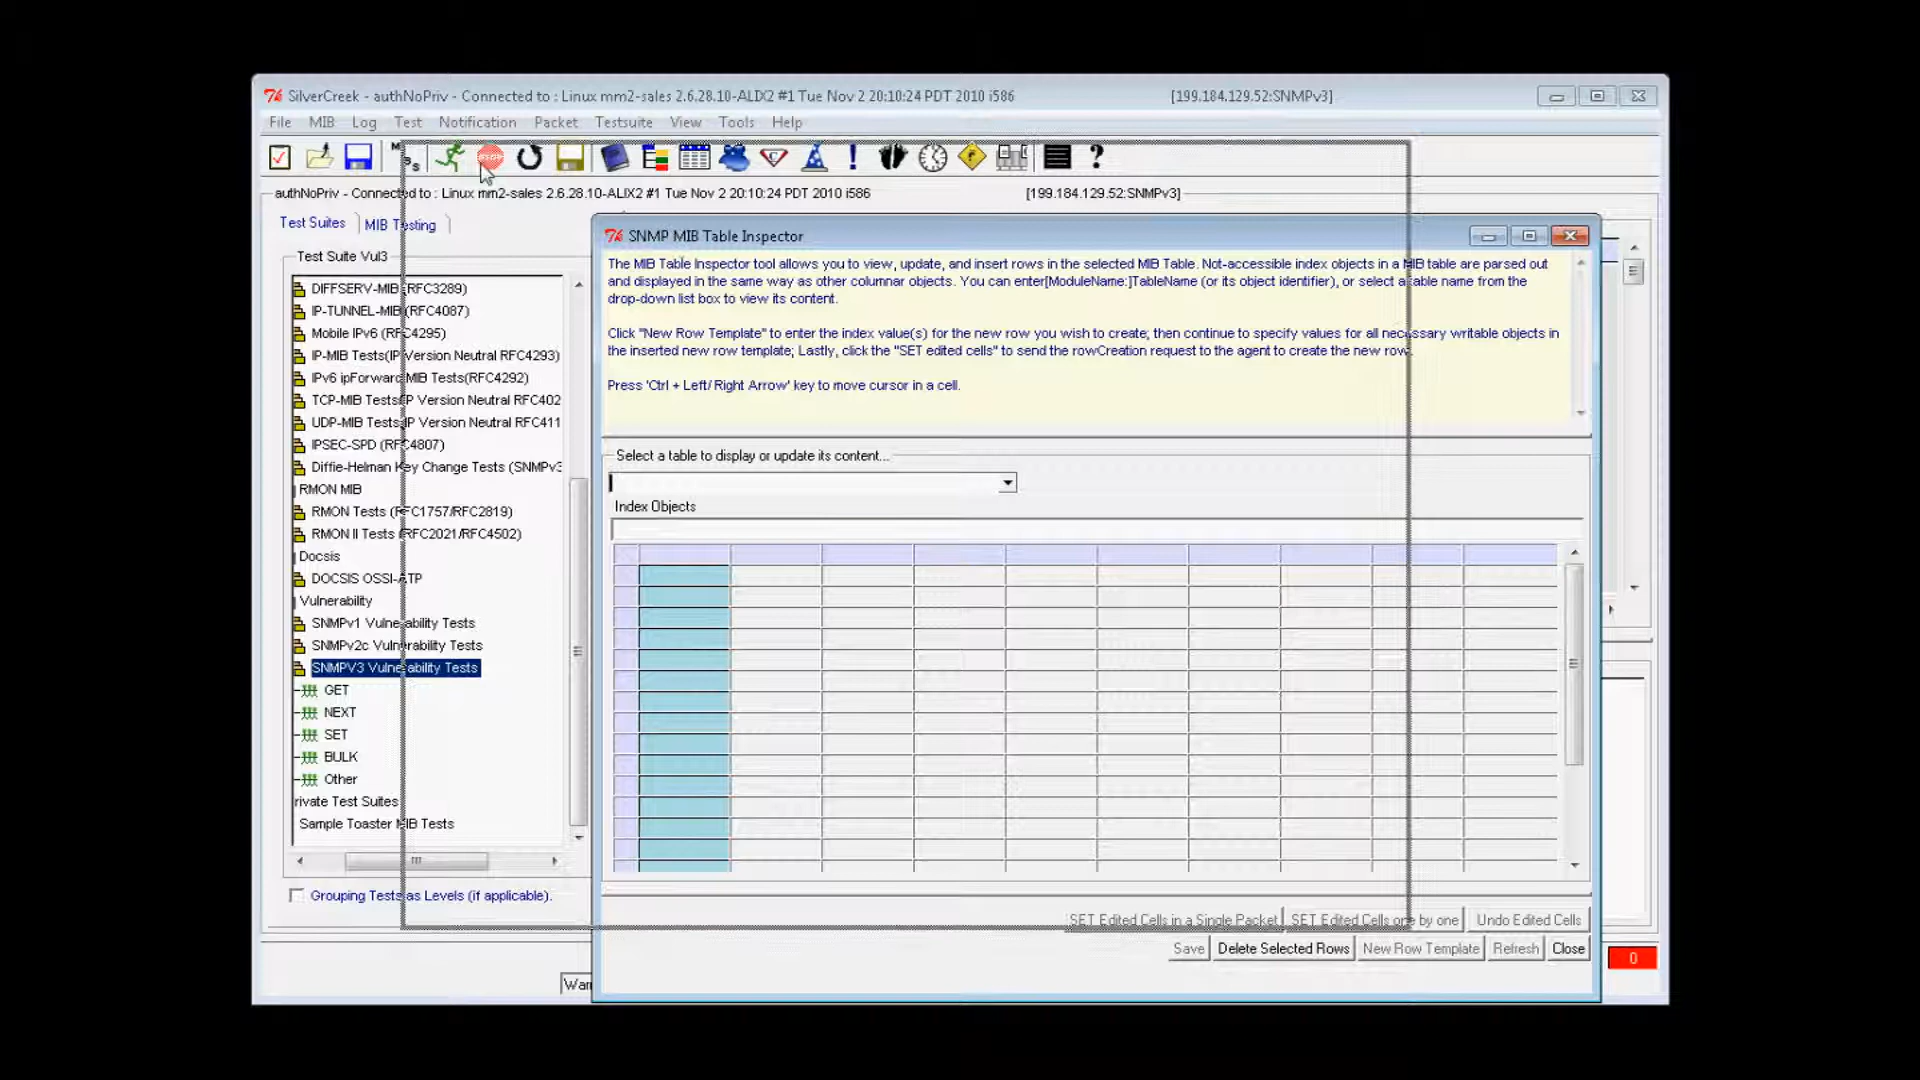 SilverCreek - authNoPriv - Connected to : Linux mm2-sales 2.6.28.10-ALIX2 #1 Tue Nov 2 20:10:24 PDT 2010 i586 [199.184.129.52:SNMPv3]
File MIB Log Test Notification Packet Testsuite View Tools Help
STOP
?
authNoPriv - Connected to : Linux mm2-sales 2.6.28.10-ALIX2 #1 Tue Nov 2 20:10:24 PDT 2010 i586 [199.184.129.52:SNMPv3]
Test Suites MIB Testing
Test Suite Vul3
DIFFSERV-MIB (RFC3289)
IP-TUNNEL-MIB (RFC4087)
Mobile IPv6 (RFC4295)
IP-MIB Tests(IP Version Neutral RFC4293)
IPv6 ipForward MIB Tests(RFC4292)
TCP-MIB Tests(IP Version Neutral RFC402
UDP-MIB Tests(IP Version Neutral RFC411
IPSEC-SPD (RFC4807)
Diffie-Helman Key Change Tests (SNMPv3
RMON MIB
RMON Tests (RFC1757/RFC2819)
RMON II Tests (RFC2021/RFC4502)
Docsis
DOCSIS OSSI-ATP
Vulnerability
SNMPv1 Vulnerability Tests
SNMPv2c Vulnerability Tests
SNMPV3 Vulnerability Tests
GET
NEXT
SET
BULK
Other
rivate Test Suites
Sample Toaster MIB Tests
Grouping Tests as Levels (if applicable).
SNMP MIB Table Inspector
The MIB Table Inspector tool allows you to view, update, and insert rows in the selected MIB Table. Not-accessible index objects in a MIB table are parsed out
and displayed in the same way as other columnar objects. You can enter[ModuleName:]TableName (or its object identifier), or select a table name from the
drop-down list box to view its content.
Click "New Row Template" to enter the index value(s) for the new row you wish to create; then continue to specify values for all necessary writable objects in
the inserted new row template; Lastly, click the "SET edited cells" to send the rowCreation request to the agent to create the new row.
Press 'Ctrl + Left/ Right Arrow' key to move cursor in a cell.
Select a table to display or update its content...
Index Objects
SET Edited Cells in a Single Packet SET Edited Cells one by one Undo Edited Cells
Save Delete Selected Rows New Row Template Refresh Close
0